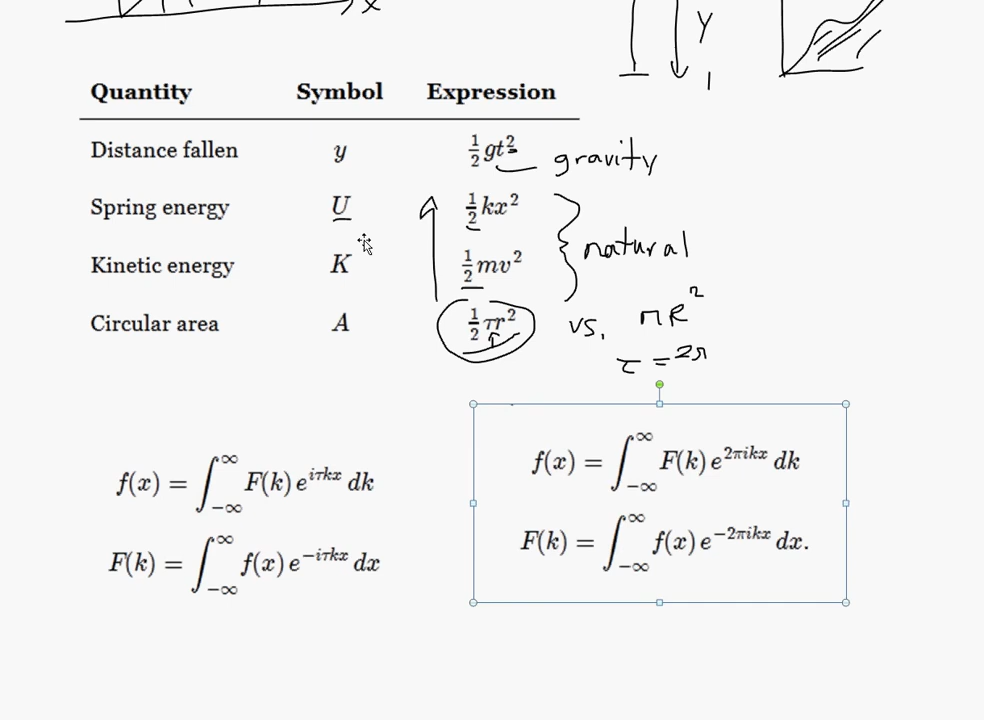 x
Y
1
Quantity Symbol Expression
Distance fallen y ½gt² gravity
Spring energy U ½kx²
natural
Kinetic energy K ½mv²
Circular area A ½τr² vs. πR²
τ = 2π
f(x) = ∫_{-∞}^{∞} F(k) e^{iτkx} dk
F(k) = ∫_{-∞}^{∞} f(x) e^{-iτkx} dx
f(x) = ∫_{-∞}^{∞} F(k) e^{2πikx} dk
F(k) = ∫_{-∞}^{∞} f(x) e^{-2πikx} dx.